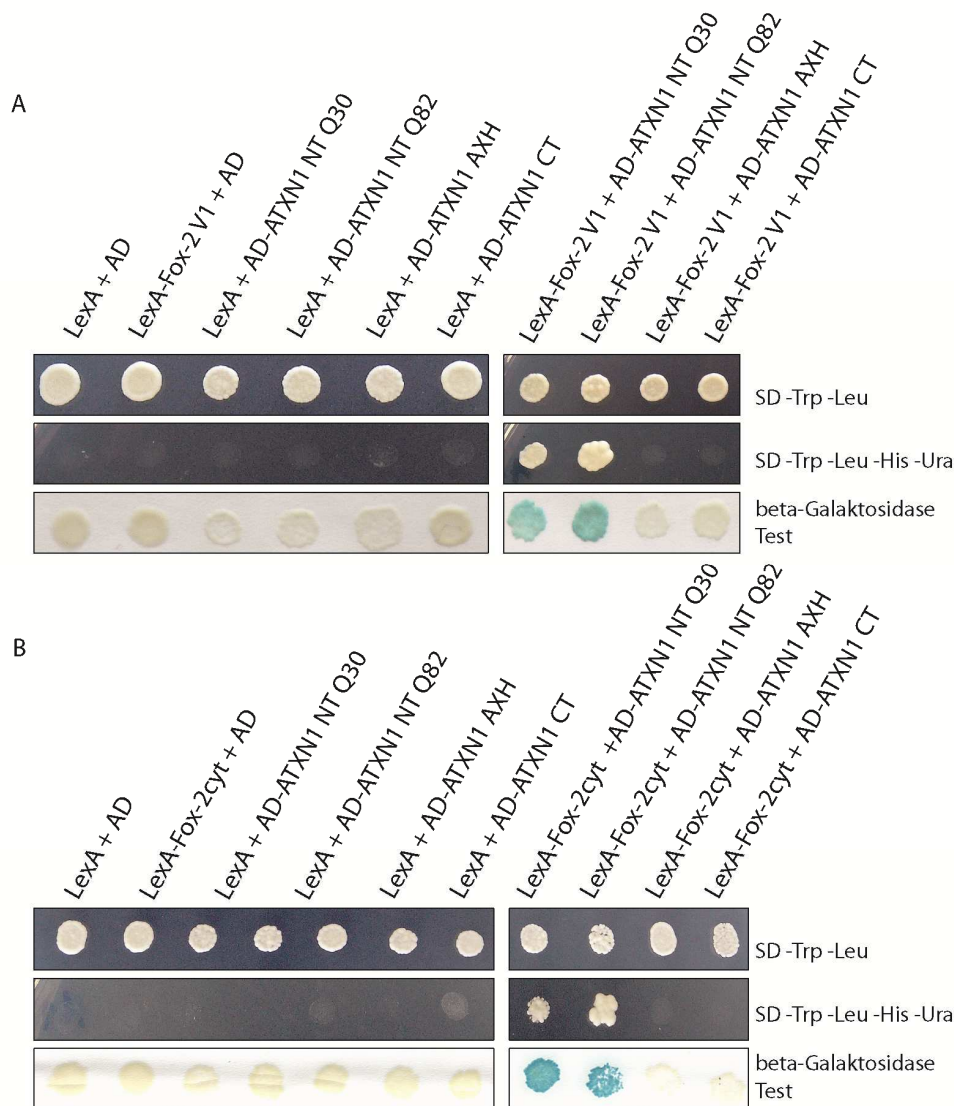 A
LexA + AD
LexA-Fox-2 V1 + AD
LexA + AD-ATXN1 NT Q30
LexA + AD-ATXN1 NT Q82
LexA + AD-ATXN1 AXH
LexA + AD-ATXN1 CT
LexA-Fox-2 V1 + AD-ATXN1 NT Q30
LexA-Fox-2 V1 + AD-ATXN1 NT Q82
LexA-Fox-2 V1 + AD-ATXN1 AXH
LexA-Fox-2 V1 + AD-ATXN1 CT
SD -Trp -Leu
SD -Trp -Leu -His -Ura
beta-Galaktosidase
Test
B
LexA + AD
LexA-Fox-2cyt + AD
LexA + AD-ATXN1 NT Q30
LexA + AD-ATXN1 NT Q82
LexA + AD-ATXN1 AXH
LexA + AD-ATXN1 CT
LexA-Fox-2cyt +AD-ATXN1 NT Q30
LexA-Fox-2cyt + AD-ATXN1 NT Q82
LexA-Fox-2cyt + AD-ATXN1 AXH
LexA-Fox-2cyt + AD-ATXN1 CT
SD -Trp -Leu
SD -Trp -Leu -His -Ura
beta-Galaktosidase
Test